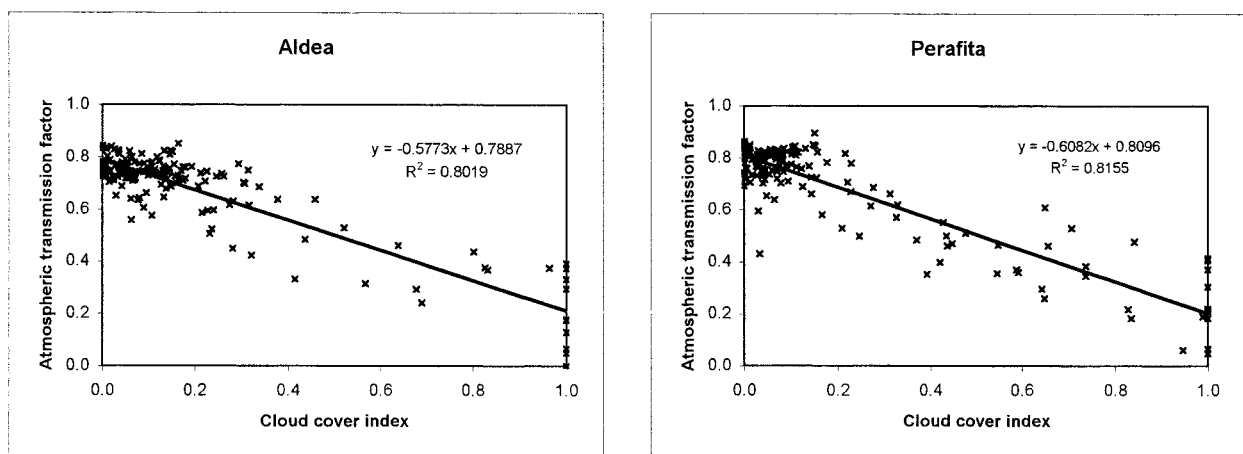 Aldea
Atmospheric transmission factor
1.0
0.8
0.6
0.4
0.2
0.0
y = -0.5773x + 0.7887
R² = 0.8019
0.0 0.2 0.4 0.6 0.8 1.0
Cloud cover index
Perafita
Atmospheric transmission factor
1.0
0.8
0.6
0.4
0.2
0.0
y = -0.6082x + 0.8096
R² = 0.8155
0.0 0.2 0.4 0.6 0.8 1.0
Cloud cover index